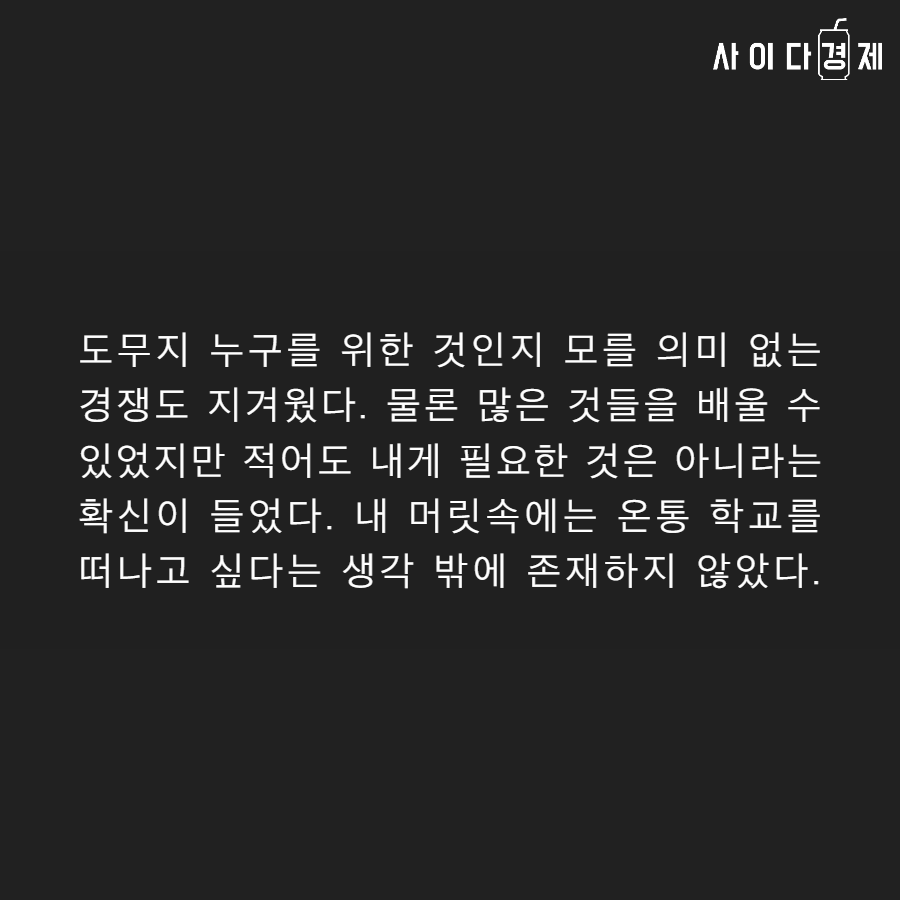 사이다경제
도무지 누구를 위한 것인지 모를 의미 없는
경쟁도 지겨웠다. 물론 많은 것들을 배울 수
있었지만 적어도 내게 필요한 것은 아니라는
확신이 들었다. 내 머릿속에는 온통 학교를
떠나고 싶다는 생각 밖에 존재하지 않았다.